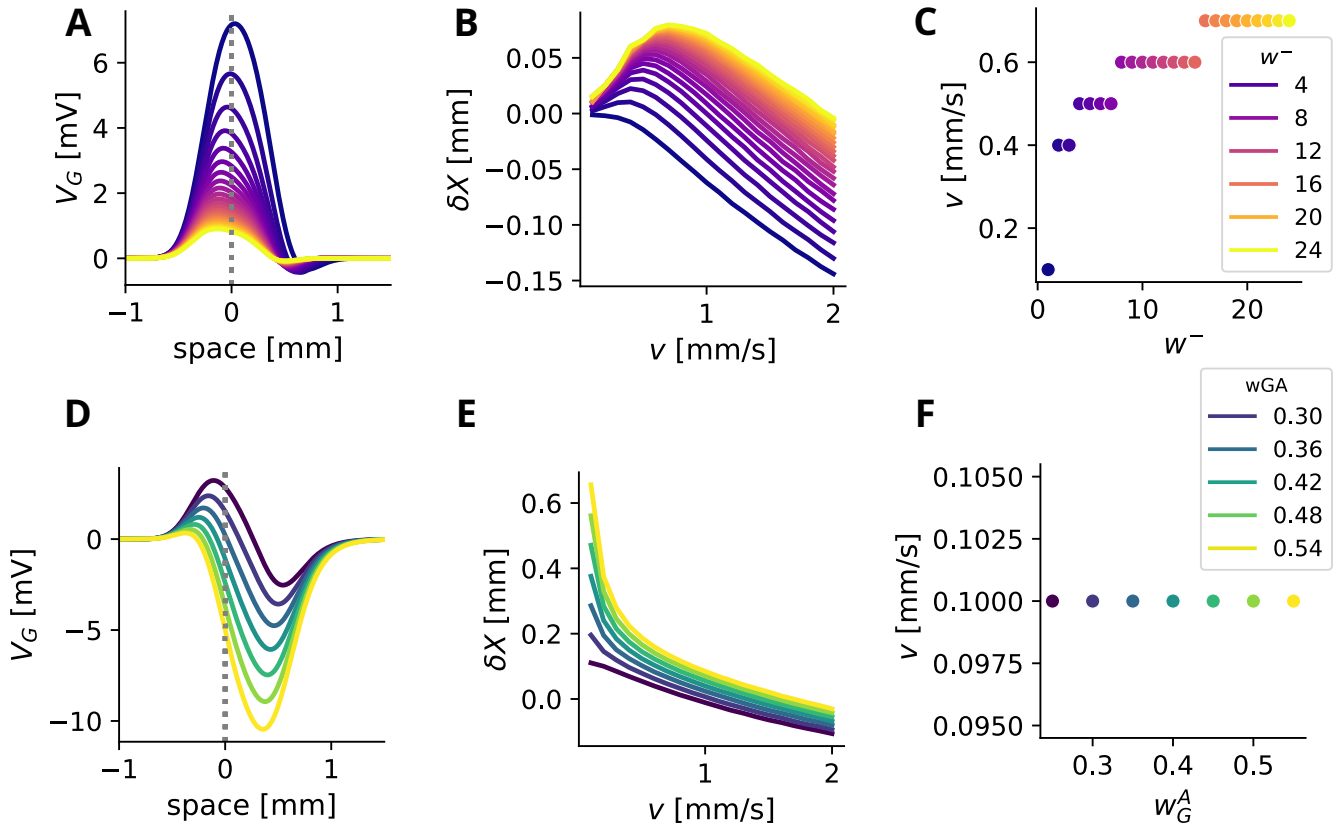 A
B
C
6
4
2
0
V_G [mV]
−1
0
1
space [mm]
0.05
0.00
−0.05
−0.10
−0.15
δX [mm]
1
2
v [mm/s]
0.6
0.4
0.2
v [mm/s]
0
10
20
w⁻
w⁻
4
8
12
16
20
24
D
E
F
0
−5
−10
V_G [mV]
−1
0
1
space [mm]
0.6
0.4
0.2
0.0
δX [mm]
1
2
v [mm/s]
wGA
0.30
0.36
0.42
0.48
0.54
0.1050
0.1025
0.1000
0.0975
0.0950
v [mm/s]
0.3
0.4
0.5
w_G^A